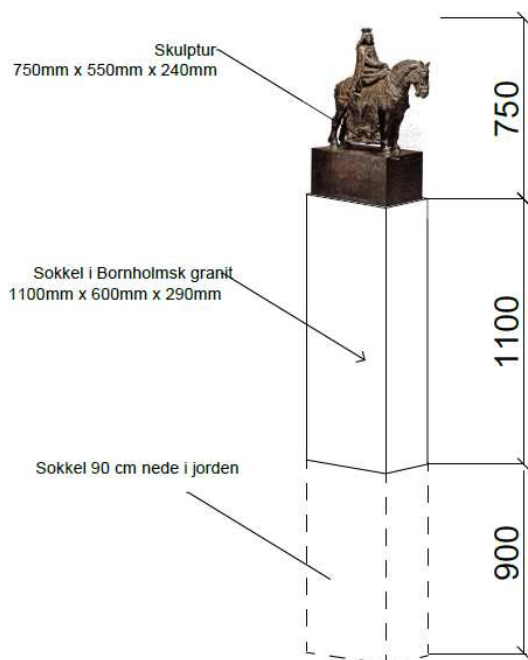 Skulptur
750mm x 550mm x 240mm
750
Sokkel i Bornholmsk granit
1100mm x 600mm x 290mm
1100
Sokkel 90 cm nede i jorden
900